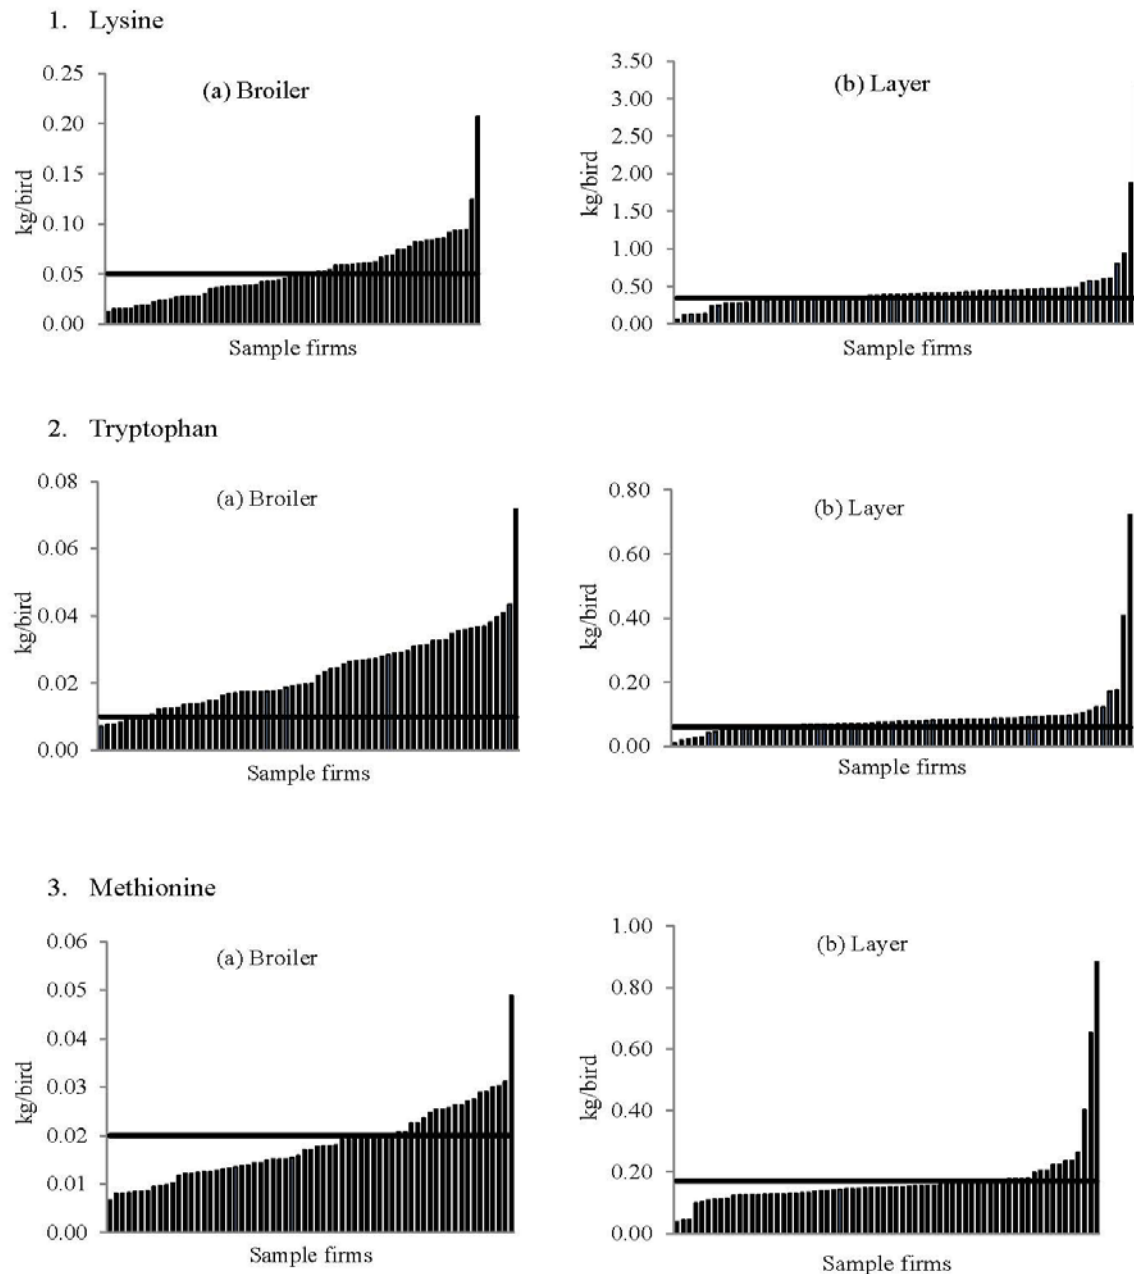 1. Lysine
(a) Broiler
0.25
0.20
0.15
0.10
0.05
0.00
kg/bird
Sample firms
(b) Layer
3.50
3.00
2.50
2.00
1.50
1.00
0.50
0.00
kg/bird
Sample firms
2. Tryptophan
(a) Broiler
0.08
0.06
0.04
0.02
0.00
kg/bird
Sample firms
(b) Layer
0.80
0.60
0.40
0.20
0.00
kg/bird
Sample firms
3. Methionine
(a) Broiler
0.06
0.05
0.04
0.03
0.02
0.01
0.00
kg/bird
Sample firms
(b) Layer
1.00
0.80
0.60
0.40
0.20
0.00
kg/bird
Sample firms